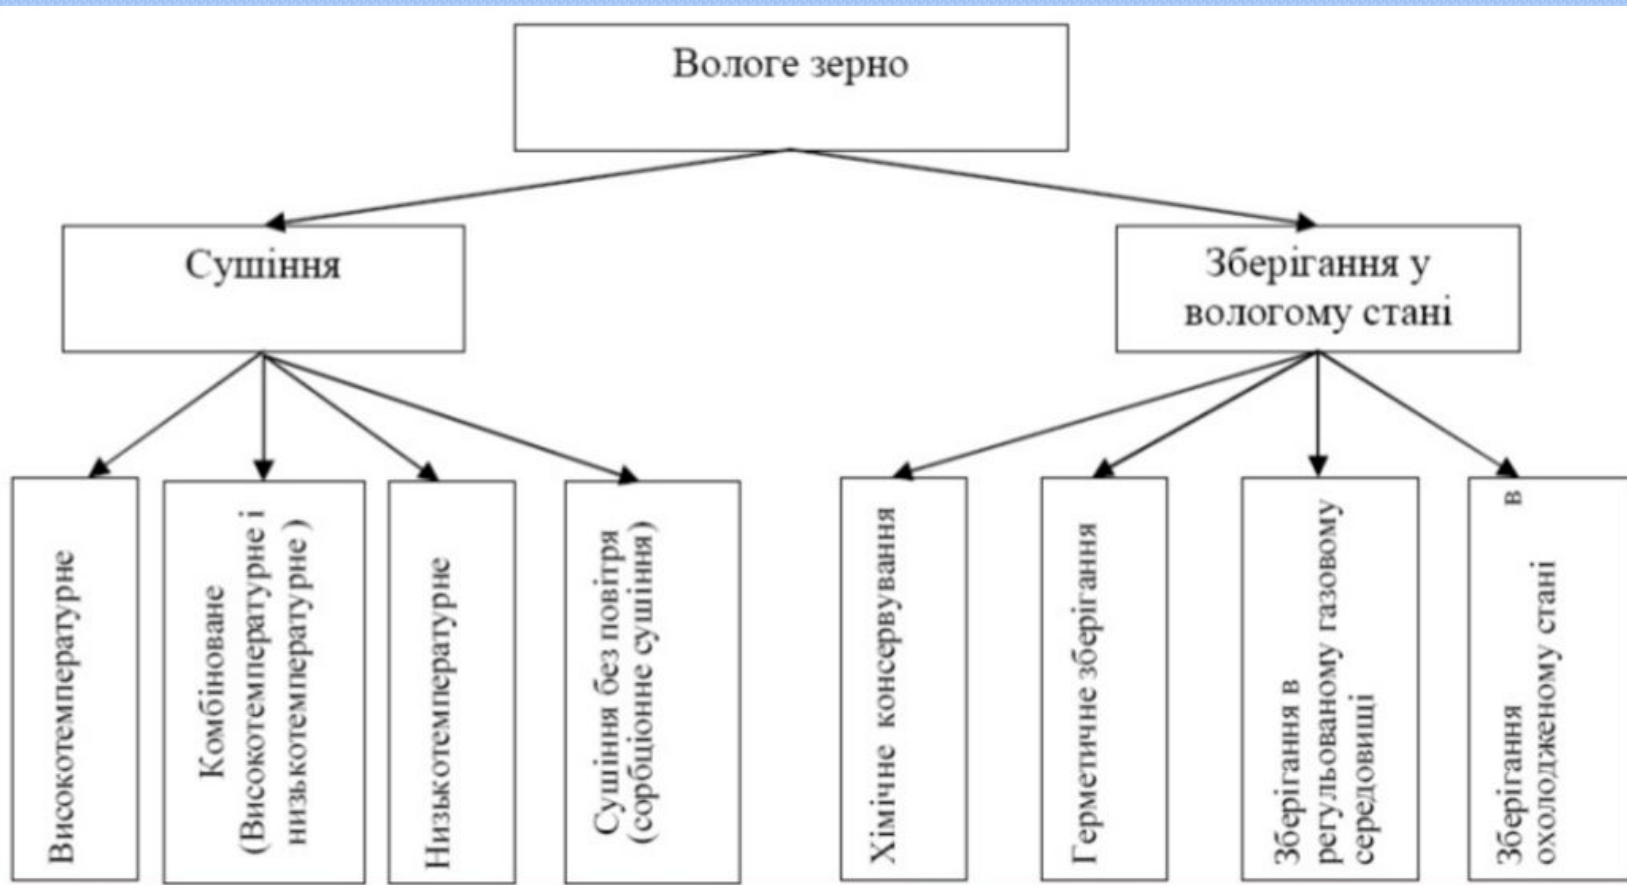 Вологе зерно
Сушіння
Зберігання у
вологому стані
Високотемпературне
Комбіноване
(Високотемпературне і
низькотемпературне )
Низькотемпературне
Сушіння без повітря
(сорбціонне сушіння)
Хімічне консервування
Герметичне зберігання
Зберігання в
регульованому газовому
середовищі
Зберігання в
охолодженому стані